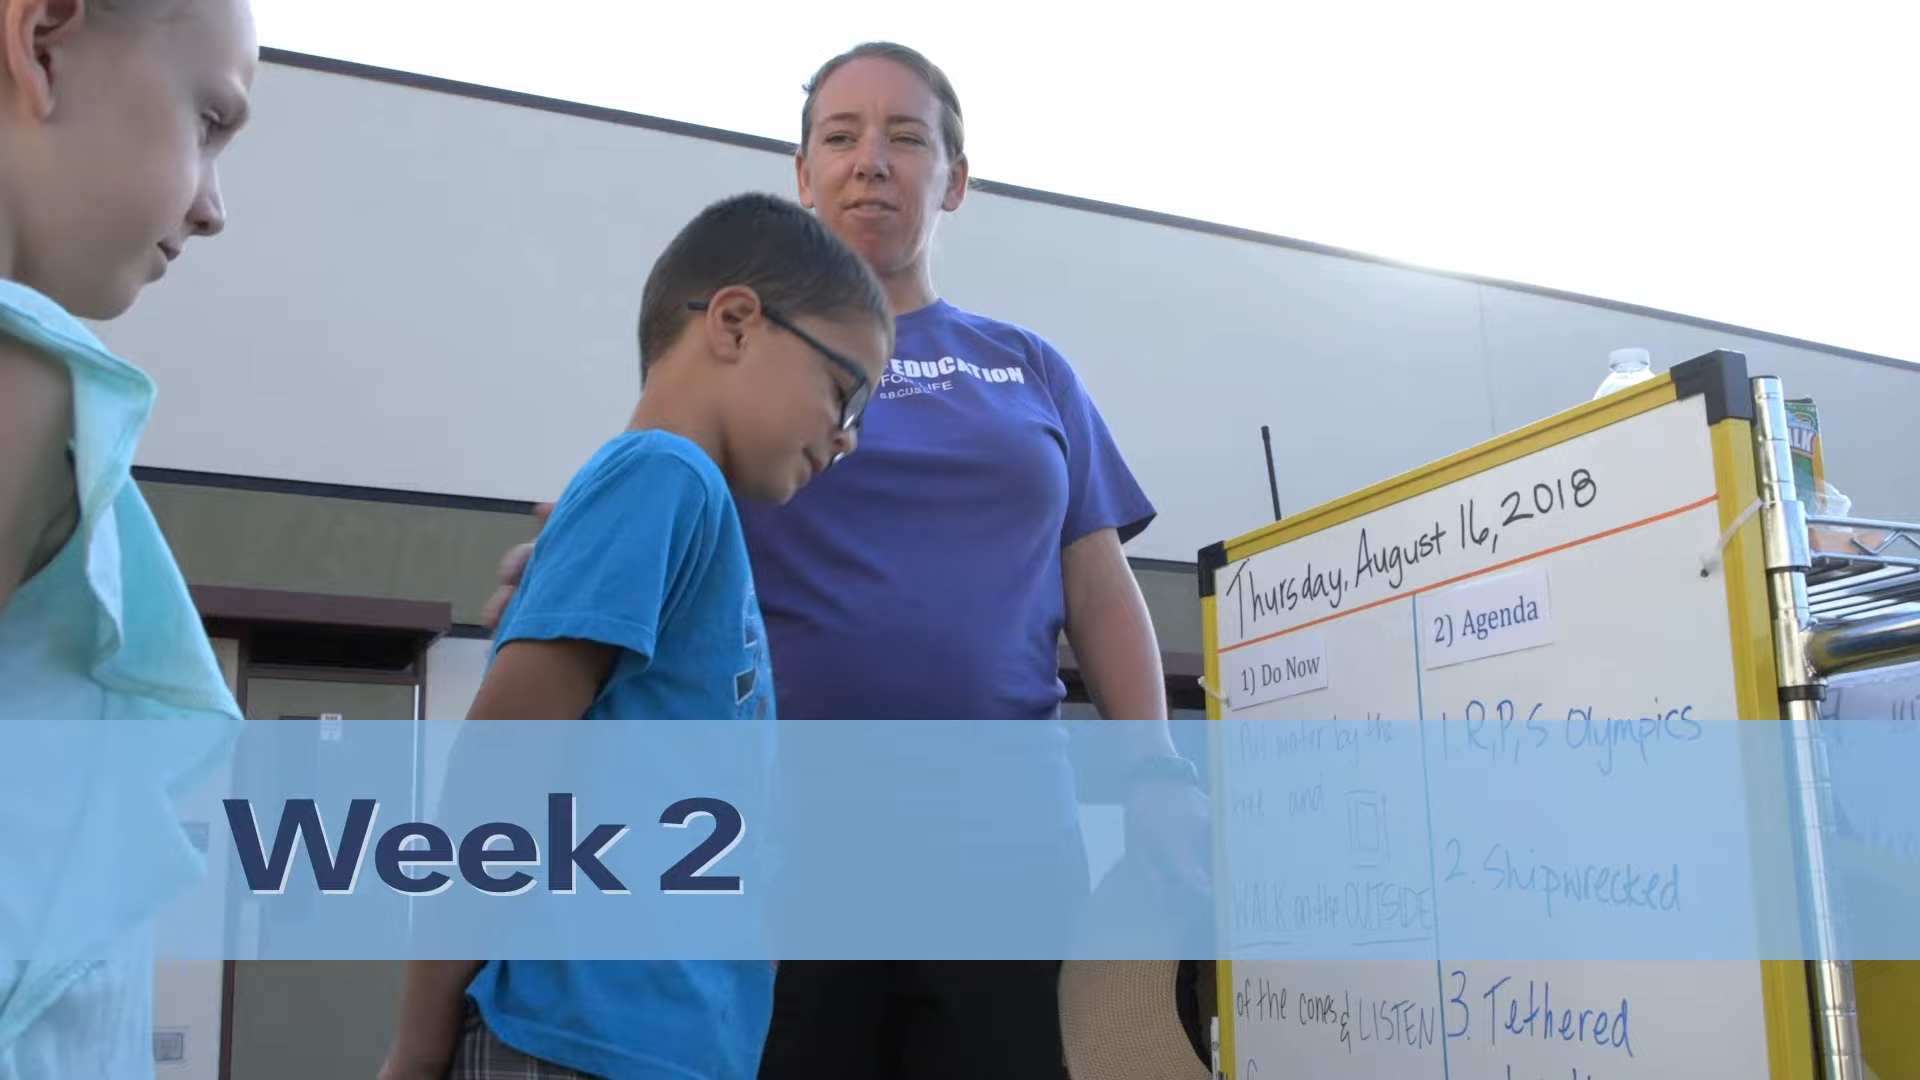 EDUCATION
FOR LIFE
S.B.C.U.S.
Thursday, August 16, 2018
2) Agenda
1) Do Now
1. R, P, S Olympics
Put water by the
tree and
2. Shipwrecked
WALK on the OUTSIDE
of the cones & LISTEN
3. Tethered
Week 2